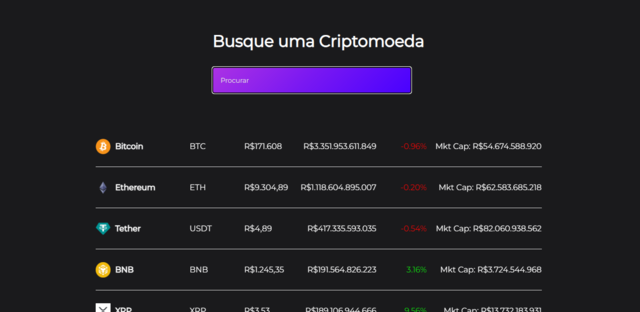 Busque uma Criptomoeda
Procurar
Bitcoin BTC R$171.608 R$3.351.953.611.849 -0.96% Mkt Cap: R$54.674.588.920
Ethereum ETH R$9.304,89 R$1.118.604.895.007 -0.20% Mkt Cap: R$62.583.685.218
Tether USDT R$4,89 R$417.335.593.035 -0.54% Mkt Cap: R$82.060.938.562
BNB BNB R$1.245,35 R$191.564.826.223 3.16% Mkt Cap: R$3.724.544.968
XRP XRP R$3,53 R$189.106.944.666 9.56% Mkt Cap: R$13.732.183.931